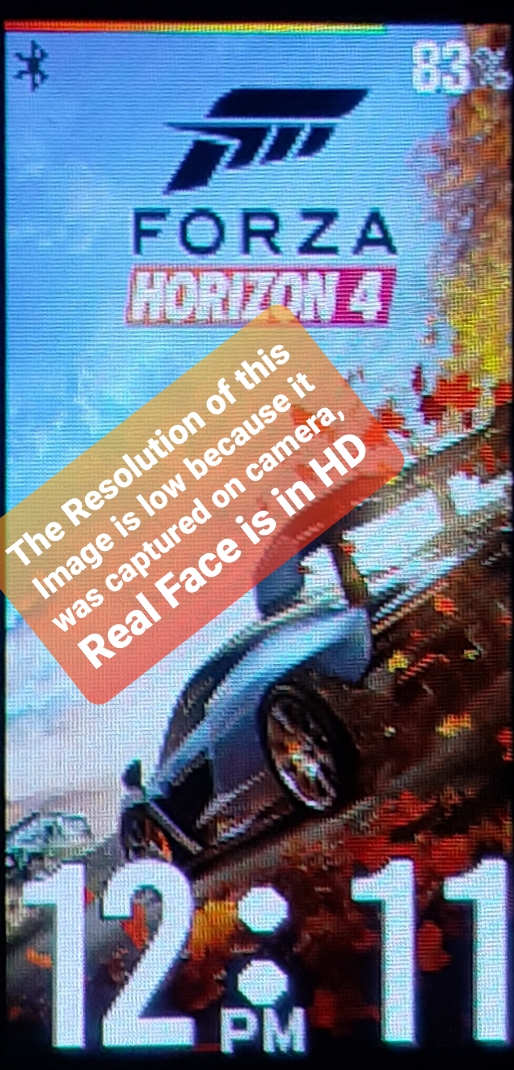 83%
FORZA
HORIZON 4
The Resolution of this
Image is low because it
was captured on camera,
Real Face is in HD
12:11
PM